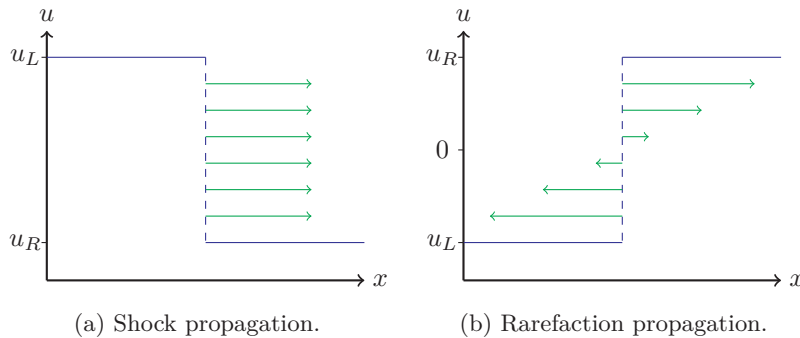 u
u_L
u_R
x
(a) Shock propagation.
u
u_R
0
u_L
x
(b) Rarefaction propagation.